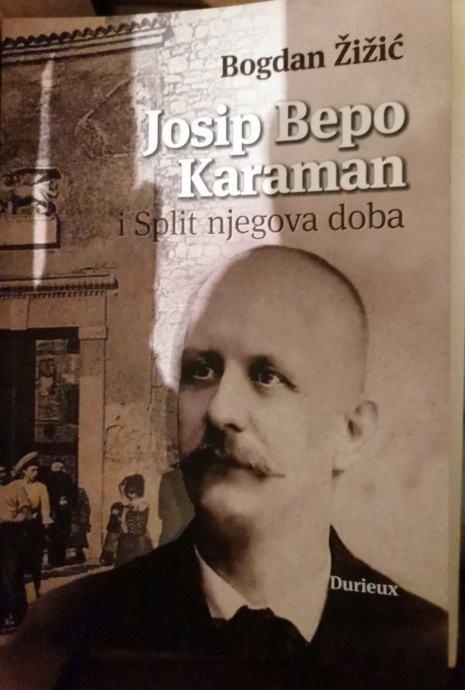 Bogdan Žižić
Josip Bepo
Karaman
i Split njegova doba
Durieux